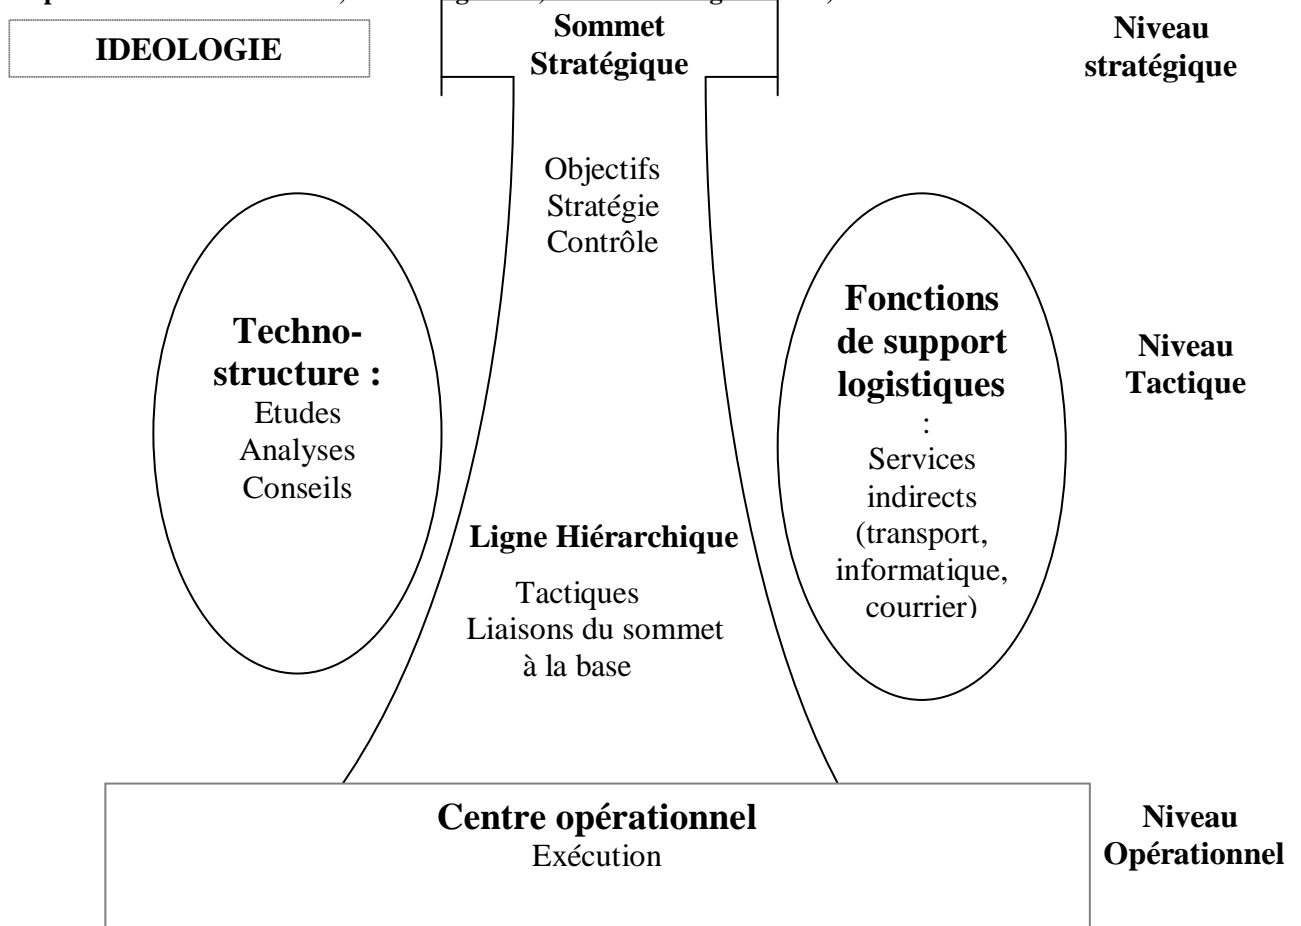 IDEOLOGIE
Sommet
Stratégique
Niveau
stratégique
Objectifs
Stratégie
Contrôle
Techno-
structure :
Etudes
Analyses
Conseils
Fonctions
de support
logistiques
:
Services
indirects
(transport,
informatique,
courrier)
Niveau
Tactique
Ligne Hiérarchique
Tactiques
Liaisons du sommet
à la base
Centre opérationnel
Exécution
Niveau
Opérationnel